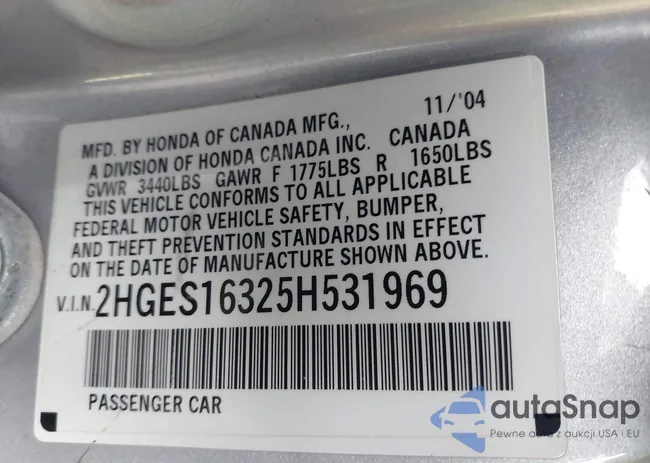 11/'04
MFD. BY HONDA OF CANADA MFG.,
A DIVISION OF HONDA CANADA INC. CANADA
GVWR 3440LBS GAWR F 1775LBS R 1650LBS
THIS VEHICLE CONFORMS TO ALL APPLICABLE
FEDERAL MOTOR VEHICLE SAFETY, BUMPER,
AND THEFT PREVENTION STANDARDS IN EFFECT
ON THE DATE OF MANUFACTURE SHOWN ABOVE.
V.I.N. 2HGES16325H531969
PASSENGER CAR
autoSnap
Pewne auta z aukcji USA i EU